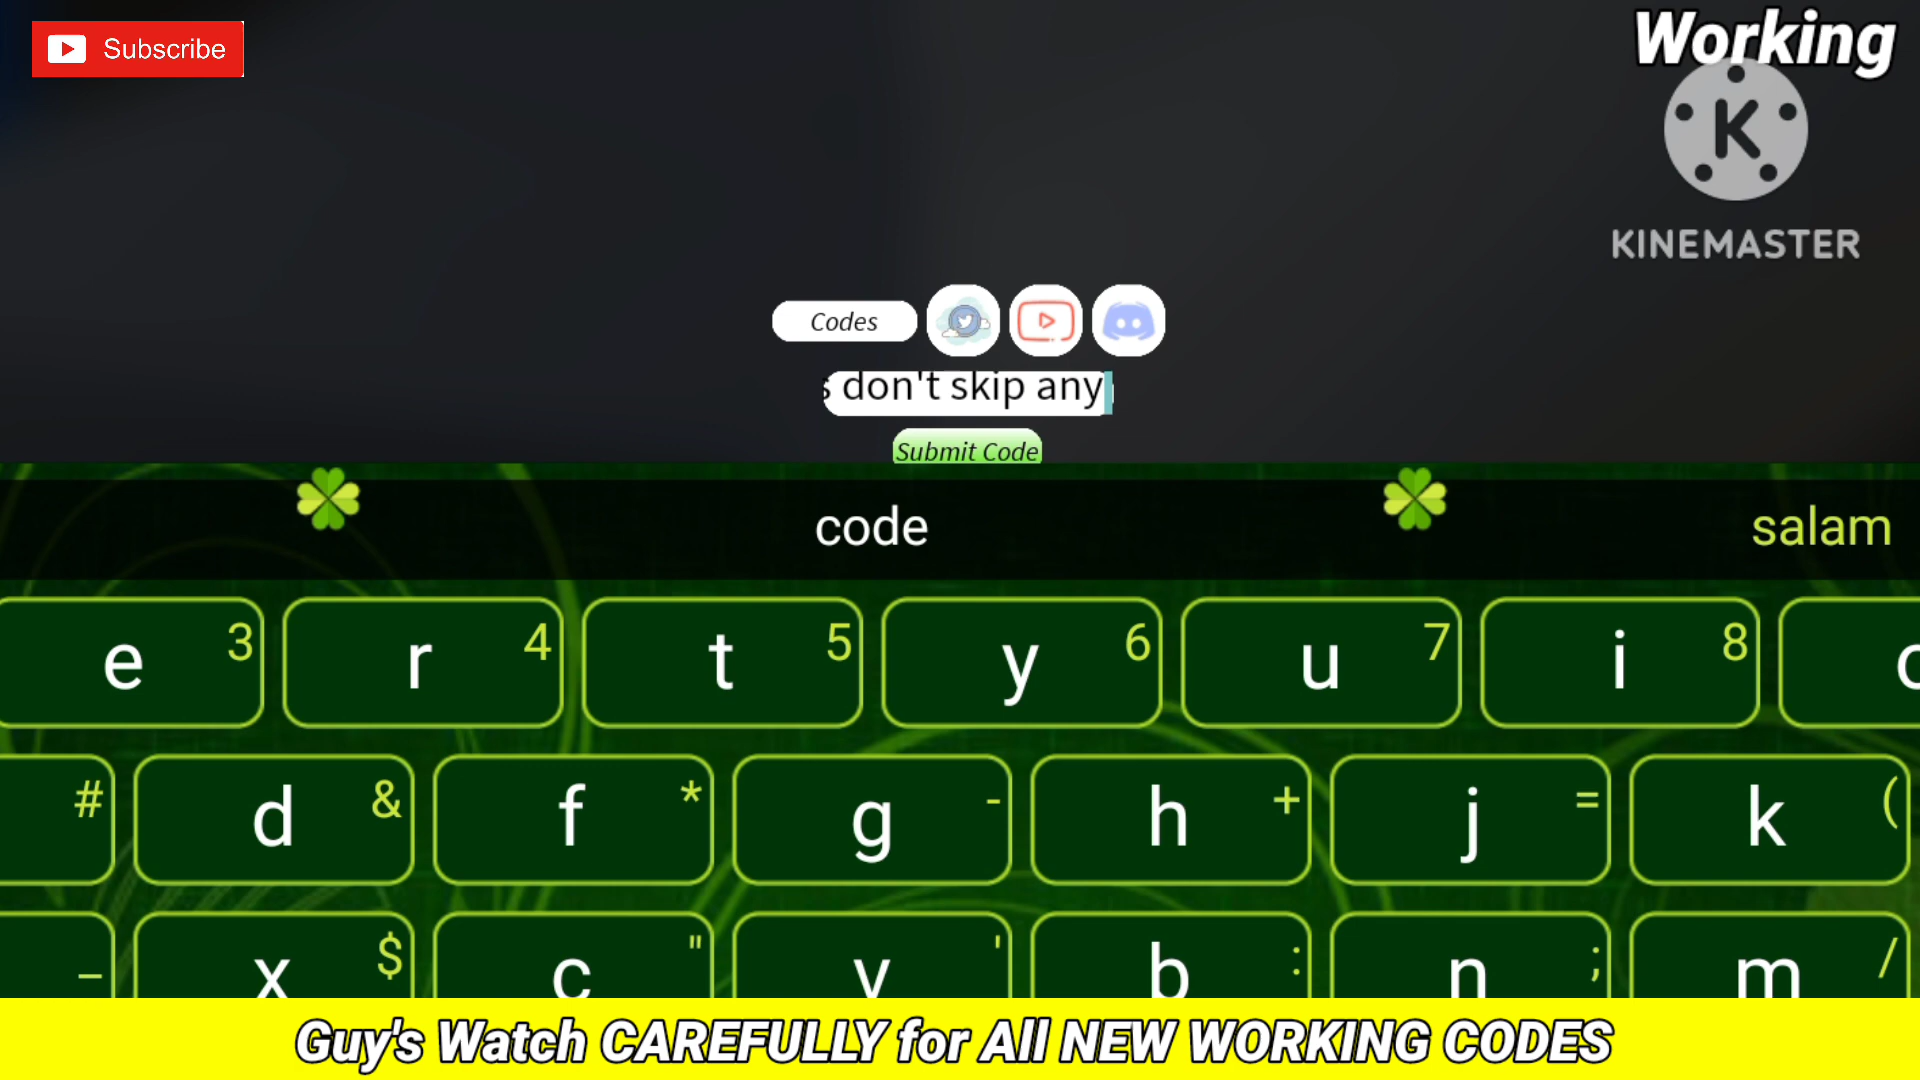 Subscribe
Working
K
KINEMASTER
Codes
s don't skip any
Submit Code
code
salam
e 3 r 4 t 5 y 6 u 7 i 8
# d & f * g - h + j = k (
_ x $ c " v ' b : n ; m /
Guy's Watch CAREFULLY for All NEW WORKING CODES